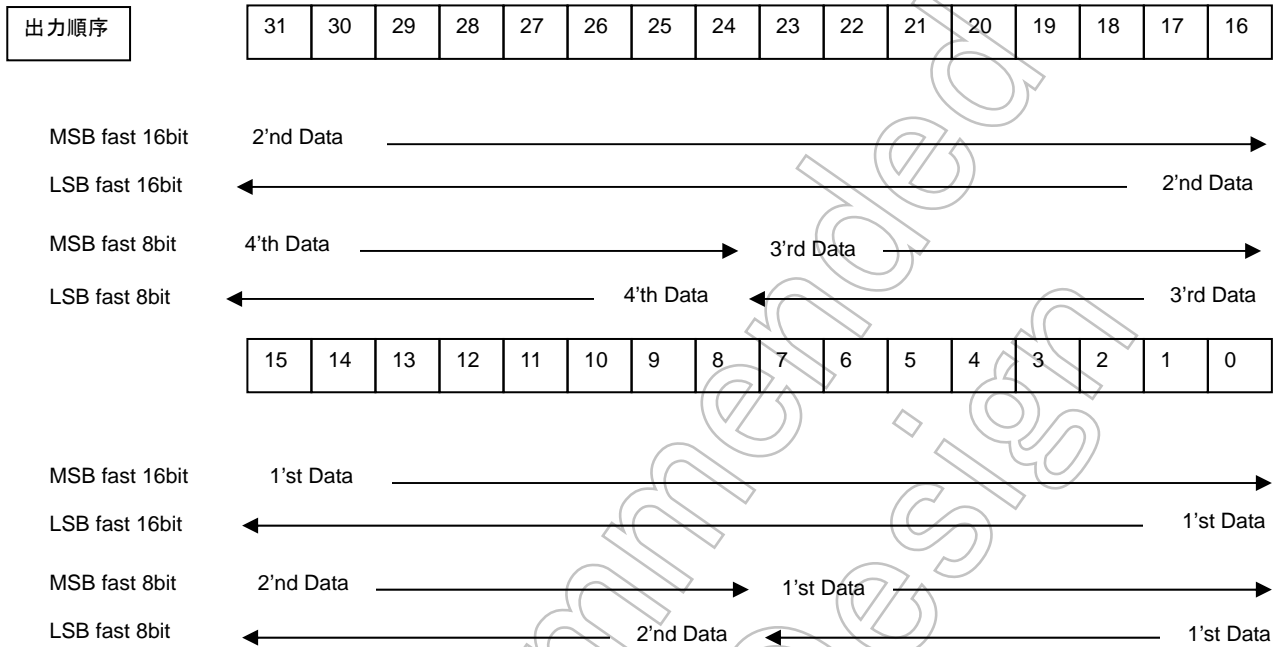 出力順序 31 30 29 28 27 26 25 24 23 22 21 20 19 18 17 16
MSB fast 16bit 2’nd Data
LSB fast 16bit 2’nd Data
MSB fast 8bit 4’th Data 3’rd Data
LSB fast 8bit 4’th Data 3’rd Data
15 14 13 12 11 10 9 8 7 6 5 4 3 2 1 0
MSB fast 16bit 1’st Data
LSB fast 16bit 1’st Data
MSB fast 8bit 2’nd Data 1’st Data
LSB fast 8bit 2’nd Data 1’st Data